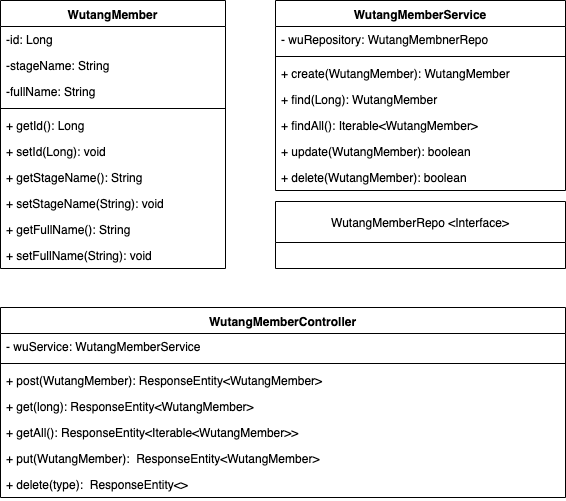 WutangMember
-id: Long
-stageName: String
-fullName: String
+ getId(): Long
+ setId(Long): void
+ getStageName(): String
+ setStageName(String): void
+ getFullName(): String
+ setFullName(String): void
WutangMemberService
- wuRepository: WutangMembnerRepo
+ create(WutangMember): WutangMember
+ find(Long): WutangMember
+ findAll(): Iterable<WutangMember>
+ update(WutangMember): boolean
+ delete(WutangMember): boolean
WutangMemberRepo <Interface>
WutangMemberController
- wuService: WutangMemberService
+ post(WutangMember): ResponseEntity<WutangMember>
+ get(long): ResponseEntity<WutangMember>
+ getAll(): ResponseEntity<Iterable<WutangMember>>
+ put(WutangMember):  ResponseEntity<WutangMember>
+ delete(type):  ResponseEntity<>